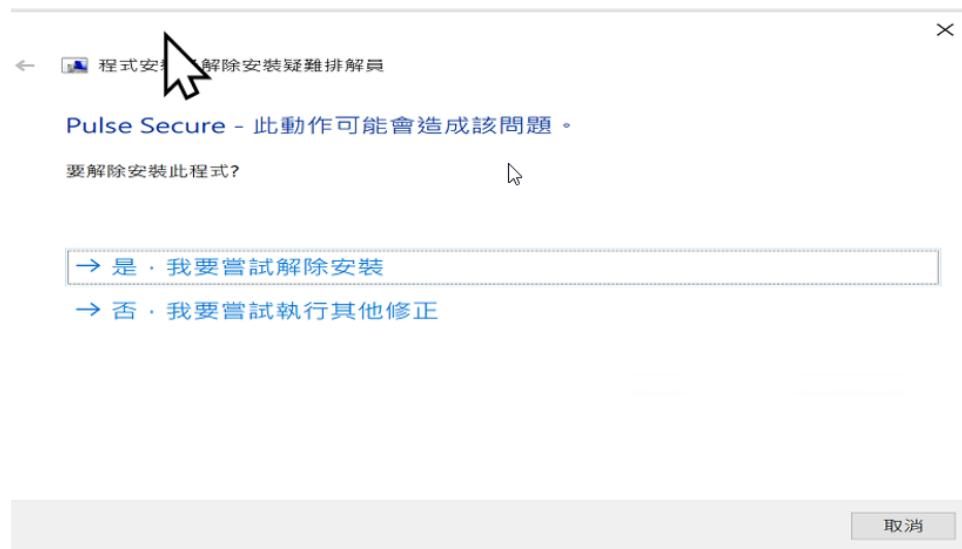 程式安 解除安裝疑難排解員
Pulse Secure - 此動作可能會造成該問題。
要解除安裝此程式?
→ 是，我要嘗試解除安裝
→ 否，我要嘗試執行其他修正
取消